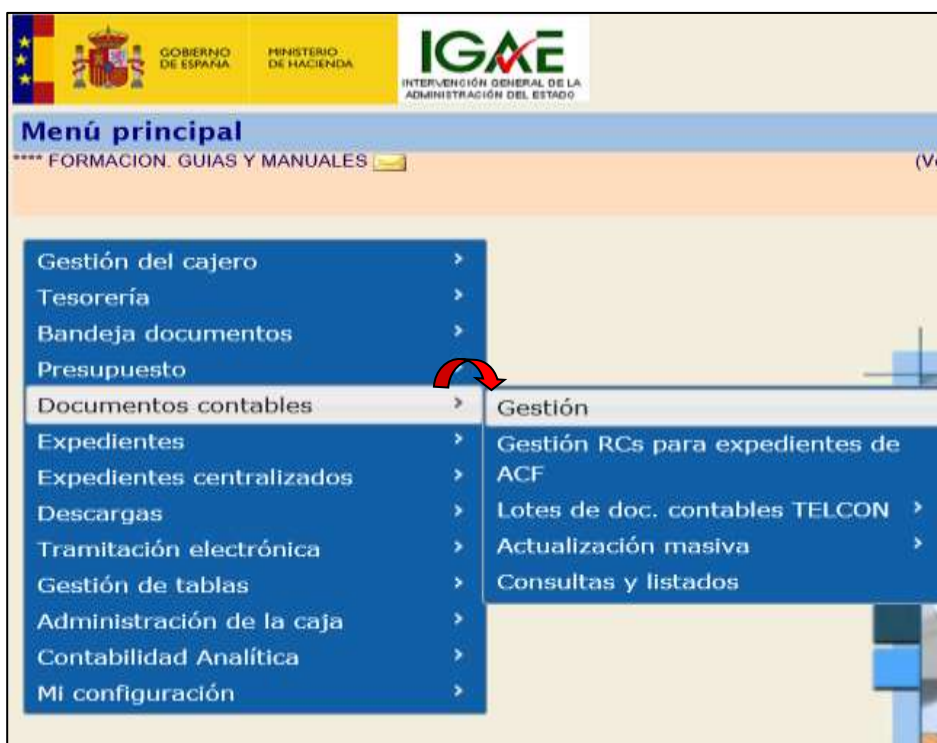 GOBIERNO
DE ESPAÑA
MINISTERIO
DE HACIENDA
IGAE
INTERVENCIÓN GENERAL DE LA
ADMINISTRACIÓN DEL ESTADO
Menú principal
**** FORMACION. GUIAS Y MANUALES
Gestión del cajero
Tesorería
Bandeja documentos
Presupuesto
Documentos contables
Expedientes
Expedientes centralizados
Descargas
Tramitación electrónica
Gestión de tablas
Administración de la caja
Contabilidad Analítica
Mi configuración
Gestión
Gestión RCs para expedientes de
ACF
Lotes de doc. contables TELCON
Actualización masiva
Consultas y listados